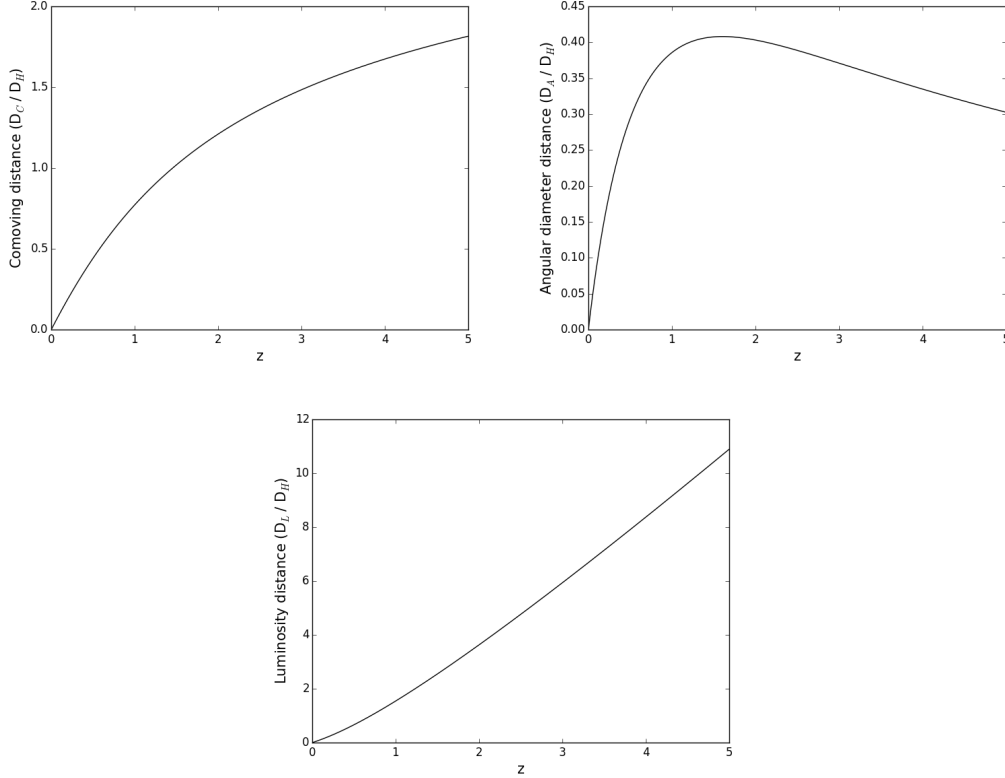 2.0
1.5
1.0
0.5
0.0
Comoving distance (D_C / D_H)
0 1 2 3 4 5
z
0.45
0.40
0.35
0.30
0.25
0.20
0.15
0.10
0.05
0.00
Angular diameter distance (D_A / D_H)
0 1 2 3 4 5
z
12
10
8
6
4
2
0
Luminosity distance (D_L / D_H)
0 1 2 3 4 5
z